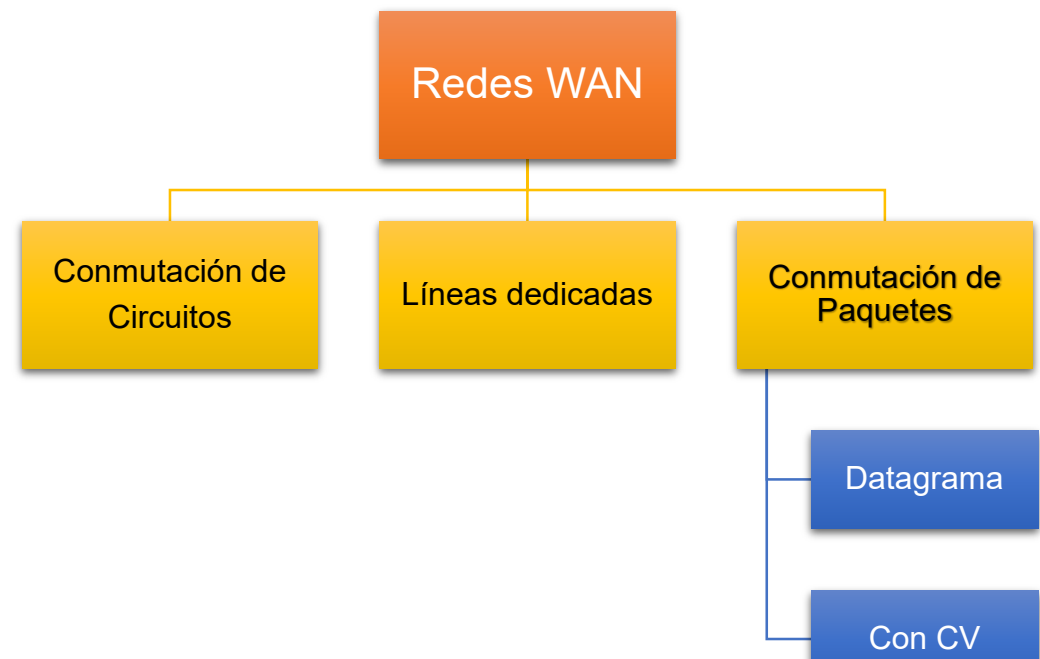 Redes WAN
Conmutación de
Circuitos
Líneas dedicadas
Conmutación de
Paquetes
Datagrama
Con CV